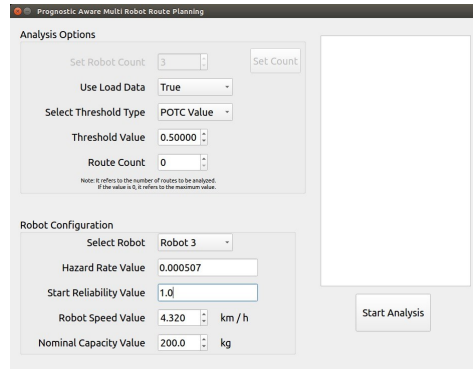 Prognostic Aware Multi Robot Route Planning
Analysis Options
Set Robot Count 3 Set Count
Use Load Data True
Select Threshold Type POTC Value
Threshold Value 0.50000
Route Count 0
Note: It refers to the number of routes to be analyzed.
If the value is 0, it refers to the maximum value.
Robot Configuration
Select Robot Robot 3
Hazard Rate Value 0.000507
Start Reliability Value 1.0
Robot Speed Value 4.320 km / h
Start Analysis
Nominal Capacity Value 200.0 kg